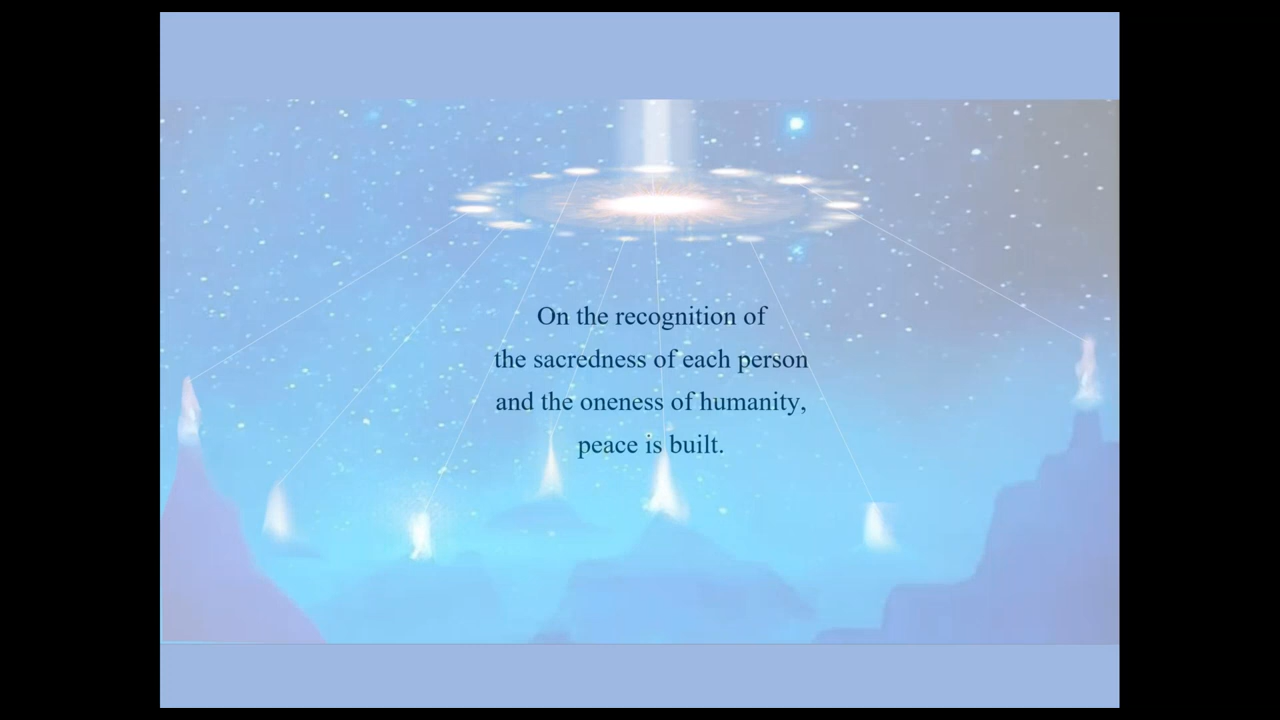 On the recognition of
the sacredness of each person
and the oneness of humanity,
peace is built.